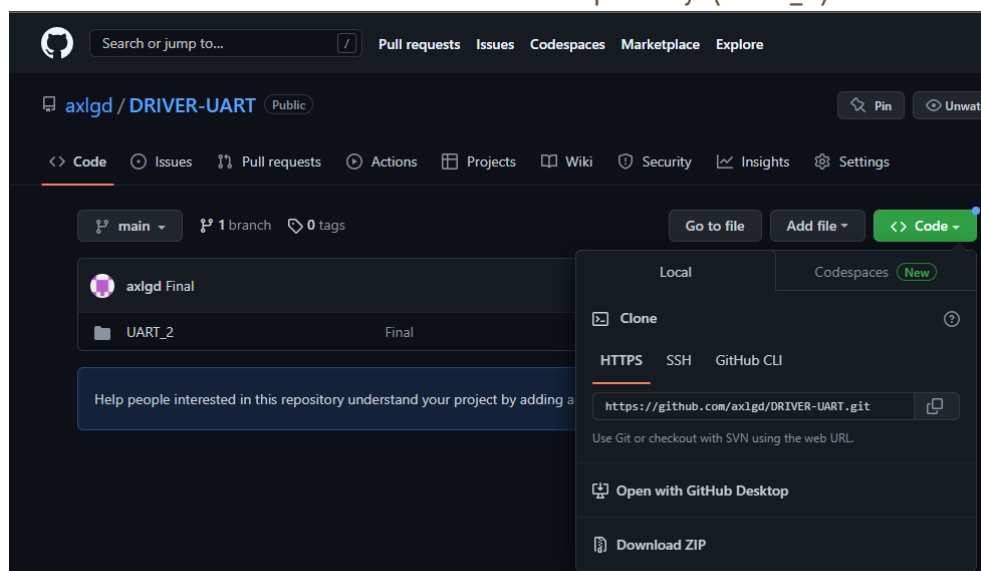 Search or jump to... / Pull requests Issues Codespaces Marketplace Explore
axlgd / DRIVER-UART Public
Pin Unwat
Code Issues Pull requests Actions Projects Wiki Security Insights Settings
main 1 branch 0 tags
Go to file Add file Code
axlgd Final
UART_2 Final
Help people interested in this repository understand your project by adding a
Local Codespaces New
Clone
HTTPS SSH GitHub CLI
https://github.com/axlgd/DRIVER-UART.git
Use Git or checkout with SVN using the web URL.
Open with GitHub Desktop
Download ZIP